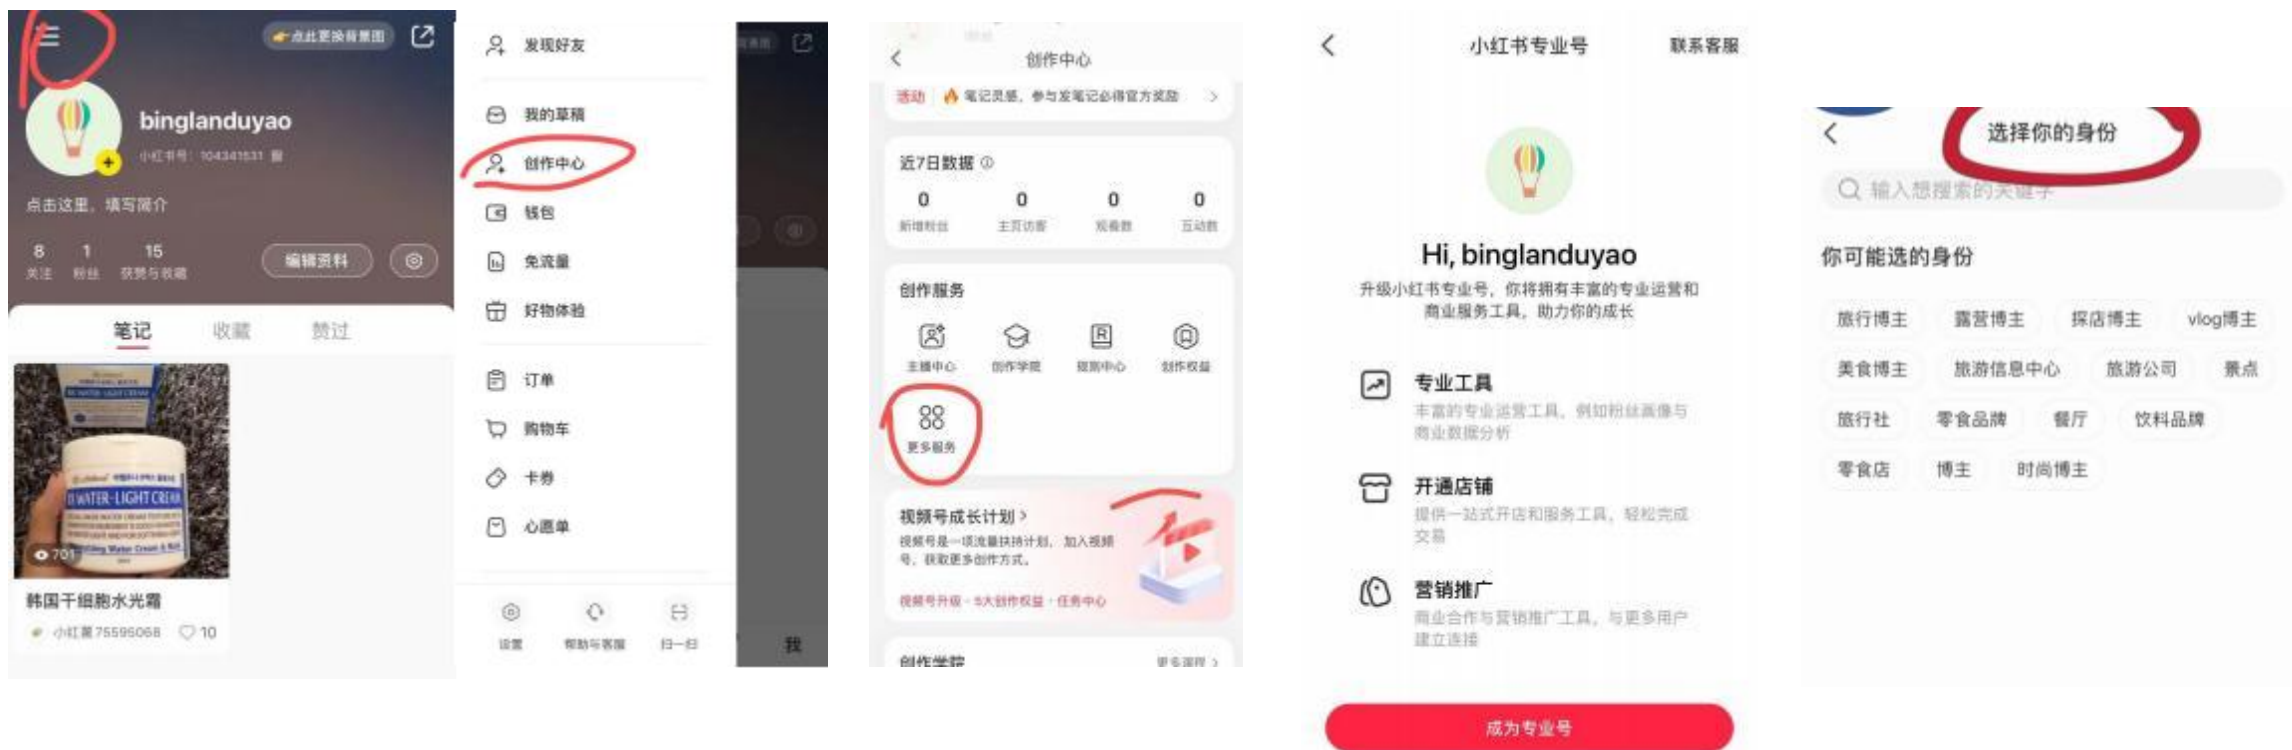 点此更换背景图
binglanduyao
小红书号：104341531
点击这里，填写简介
8 1 15
关注 粉丝 获赞与收藏
编辑资料
笔记 收藏 赞过
WATER-LIGHT CREAM
701
韩国干细胞水光霜
小红薯75595068 10
发现好友
我的草稿
创作中心
钱包
免流量
好物体验
订单
购物车
卡券
心愿单
设置 帮助与客服 扫一扫
我
创作中心
活动 笔记灵感，参与发笔记必得官方奖励
近7日数据
0 0 0 0
新增粉丝 主页访客 观看数 互动数
创作服务
主播中心 创作学院 规则中心 创作权益
更多服务
视频号成长计划
视频号是一项流量扶持计划，加入视频
号，获取更多创作方式。
视频号升级·5大创作权益·任务中心
创作学院 更多课程
小红书专业号 联系客服
Hi, binglanduyao
升级小红书专业号，你将拥有丰富的专业运营和
商业服务工具，助力你的成长
专业工具
丰富的专业运营工具，例如粉丝画像与
商业数据分析
开通店铺
提供一站式开店和服务工具，轻松完成
交易
营销推广
商业合作与营销推广工具，与更多用户
建立连接
成为专业号
选择你的身份
输入想搜索的关键字
你可能选的身份
旅行博主 露营博主 探店博主 vlog博主
美食博主 旅游信息中心 旅游公司 景点
旅行社 零食品牌 餐厅 饮料品牌
零食店 博主 时尚博主